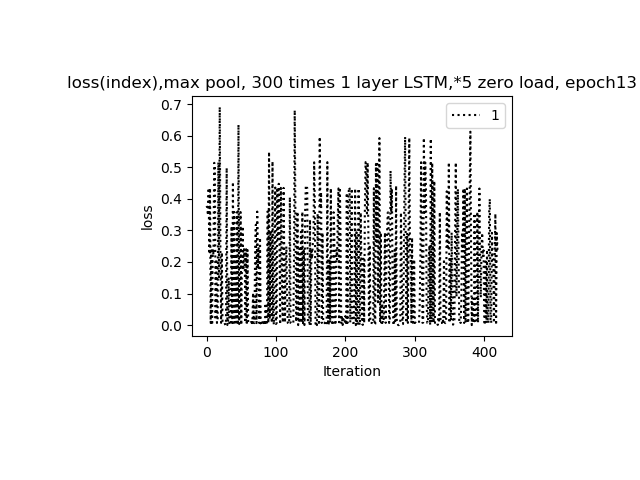 loss(index),max pool, 300 times 1 layer LSTM,*5 zero load, epoch13
0.7
0.6
0.5
0.4
0.3
0.2
0.1
0.0
loss
1
0 100 200 300 400
Iteration